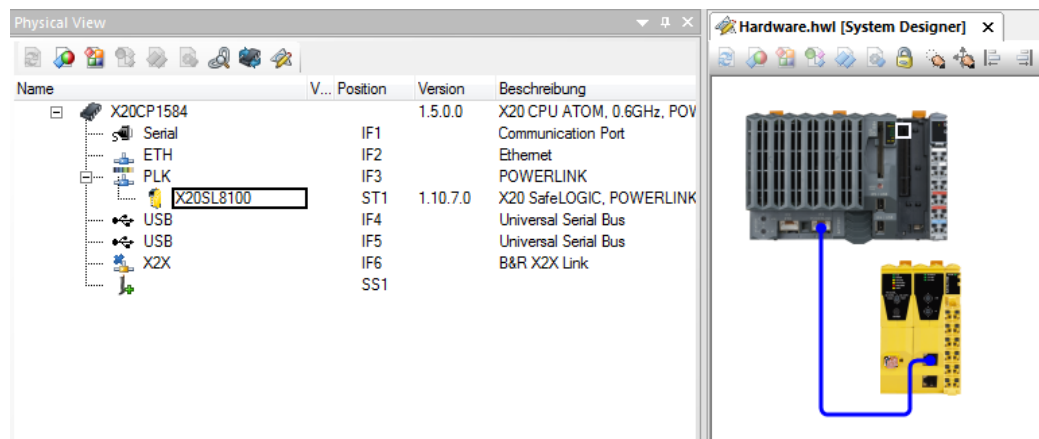 Physical View
Hardware.hwl [System Designer]
Name V... Position Version Beschreibung
X20CP1584 1.5.0.0 X20 CPU ATOM, 0.6GHz, POW
Serial IF1 Communication Port
ETH IF2 Ethernet
PLK IF3 POWERLINK
X20SL8100 ST1 1.10.7.0 X20 SafeLOGIC, POWERLINK
USB IF4 Universal Serial Bus
USB IF5 Universal Serial Bus
X2X IF6 B&R X2X Link
SS1